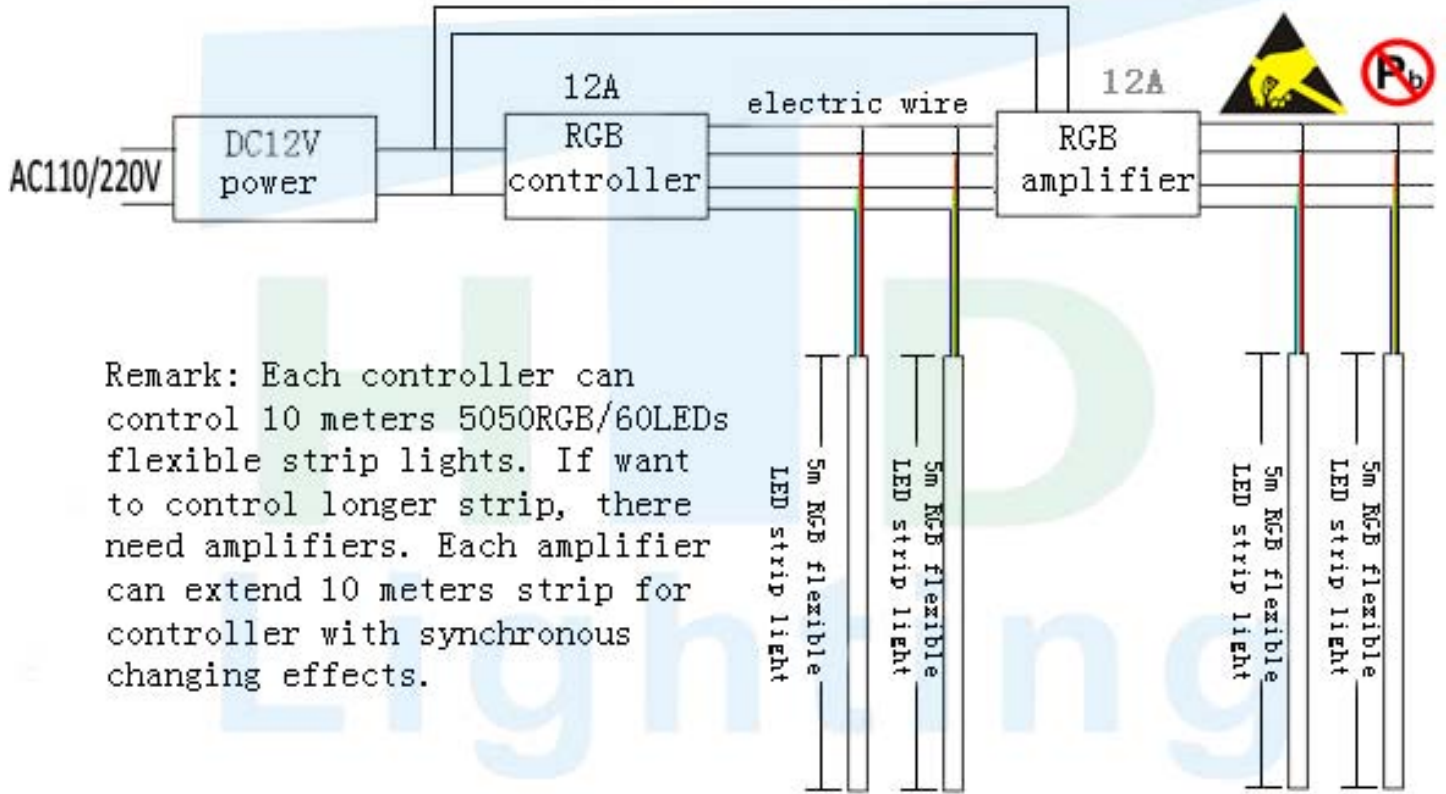 12A
12A
electric wire
AC110/220V
DC12V
power
RGB
controller
RGB
amplifier
Pb
Remark: Each controller can
control 10 meters 5050RGB/60LEDs
flexible strip lights. If want
to control longer strip, there
need amplifiers. Each amplifier
can extend 10 meters strip for
controller with synchronous
changing effects.
5m RGB flexible
LED strip light
5m RGB flexible
LED strip light
5m RGB flexible
LED strip light
5m RGB flexible
LED strip light
H T D
Lighting